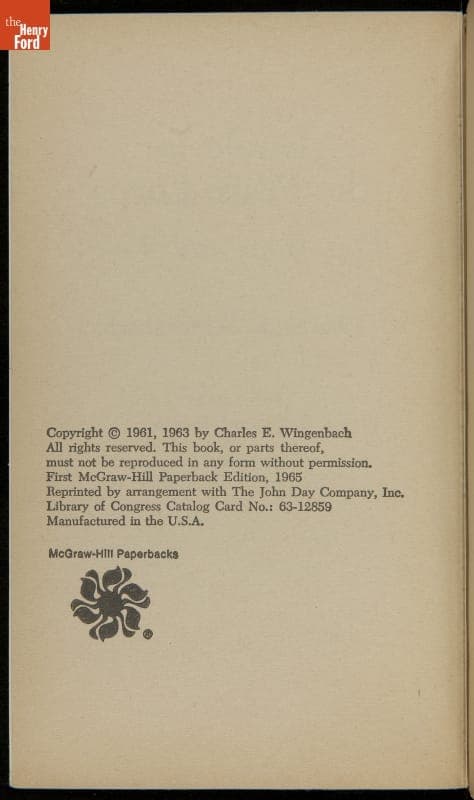 the
Henry
Ford
Copyright © 1961, 1963 by Charles E. Wingenbach
All rights reserved. This book, or parts thereof,
must not be reproduced in any form without permission.
First McGraw-Hill Paperback Edition, 1965
Reprinted by arrangement with The John Day Company, Inc.
Library of Congress Catalog Card No.: 63-12859
Manufactured in the U.S.A.
McGraw-Hill Paperbacks
®